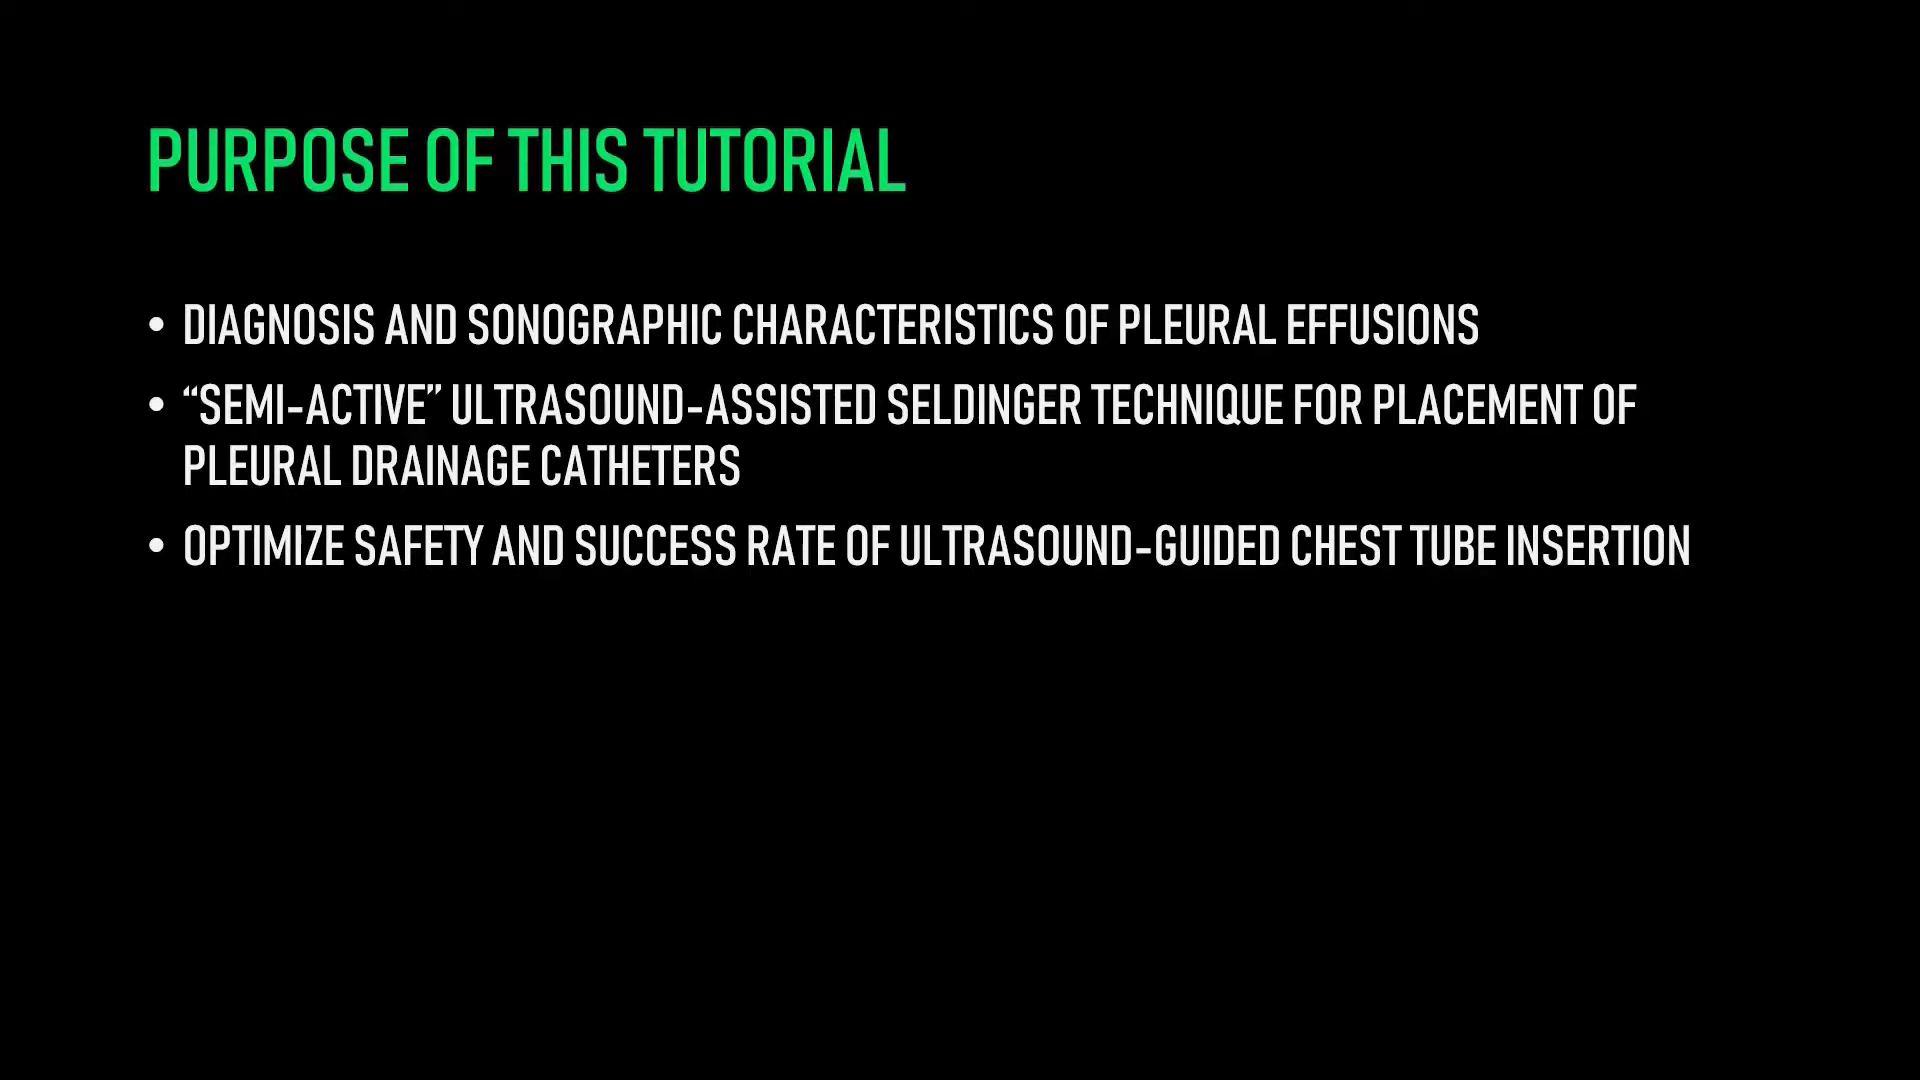 PURPOSE OF THIS TUTORIAL
• DIAGNOSIS AND SONOGRAPHIC CHARACTERISTICS OF PLEURAL EFFUSIONS
• “SEMI-ACTIVE” ULTRASOUND-ASSISTED SELDINGER TECHNIQUE FOR PLACEMENT OF
PLEURAL DRAINAGE CATHETERS
• OPTIMIZE SAFETY AND SUCCESS RATE OF ULTRASOUND-GUIDED CHEST TUBE INSERTION